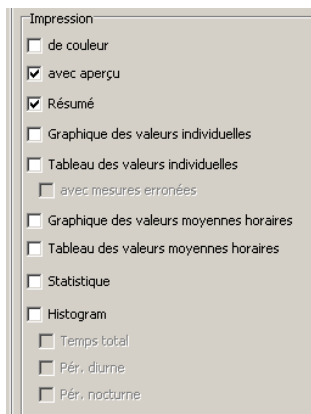 Impression
de couleur
avec aperçu
Résumé
Graphique des valeurs individuelles
Tableau des valeurs individuelles
avec mesures erronées
Graphique des valeurs moyennes horaires
Tableau des valeurs moyennes horaires
Statistique
Histogram
Temps total
Pér. diurne
Pér. nocturne